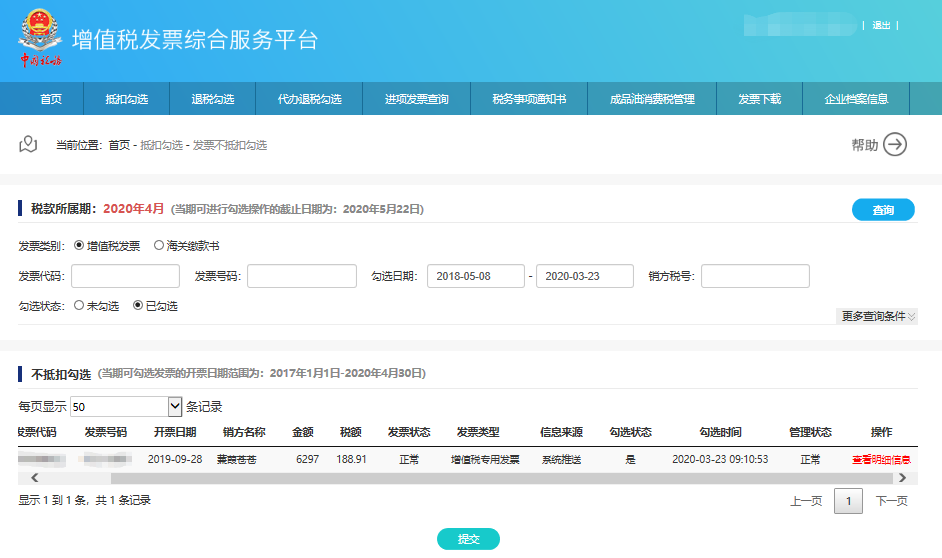 增值税发票综合服务平台
中国税务
| 退出 |
首页 抵扣勾选 退税勾选 代办退税勾选 进项发票查询 税务事项通知书 成品油消费税管理 发票下载 企业档案信息
当前位置：首页 - 抵扣勾选 - 发票不抵扣勾选 帮助
税款所属期：2020年4月 (当期可进行勾选操作的截止日期为：2020年5月22日) 查询
发票类别： 增值税发票 海关缴款书
发票代码： 发票号码： 勾选日期： 2018-05-08 - 2020-03-23 销方税号：
勾选状态： 未勾选 已勾选
更多查询条件
不抵扣勾选 (当期可勾选发票的开票日期范围为：2017年1月1日-2020年4月30日)
每页显示 50 条记录
发票代码 发票号码 开票日期 销方名称 金额 税额 发票状态 发票类型 信息来源 勾选状态 勾选时间 管理状态 操作
2019-09-28 蒹葭苍苍 6297 188.91 正常 增值税专用发票 系统推送 是 2020-03-23 09:10:53 正常 查看明细信息
显示 1 到 1 条，共 1 条记录 上一页 1 下一页
提交